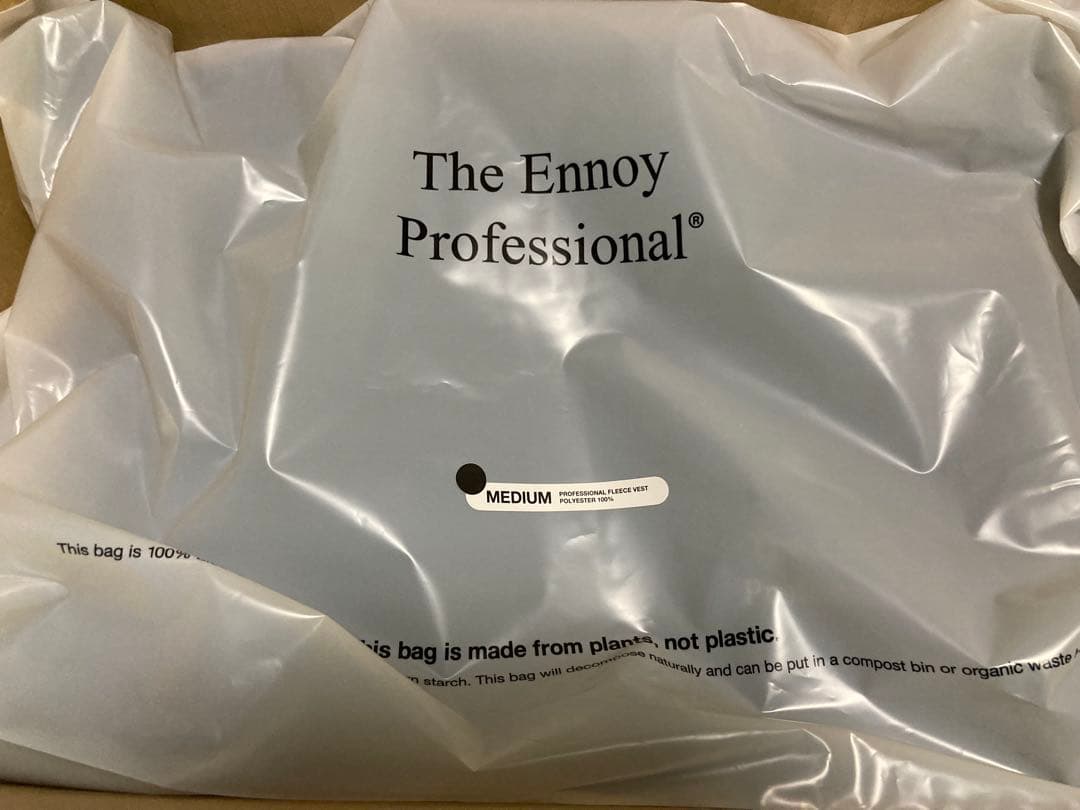 The Ennoy
Professional®
MEDIUM PROFESSIONAL FLEECE VEST
POLYESTER 100%
This bag is 100%
his bag is made from plants, not plastic.
starch. This bag will decompose naturally and can be put in a compost bin or organic waste